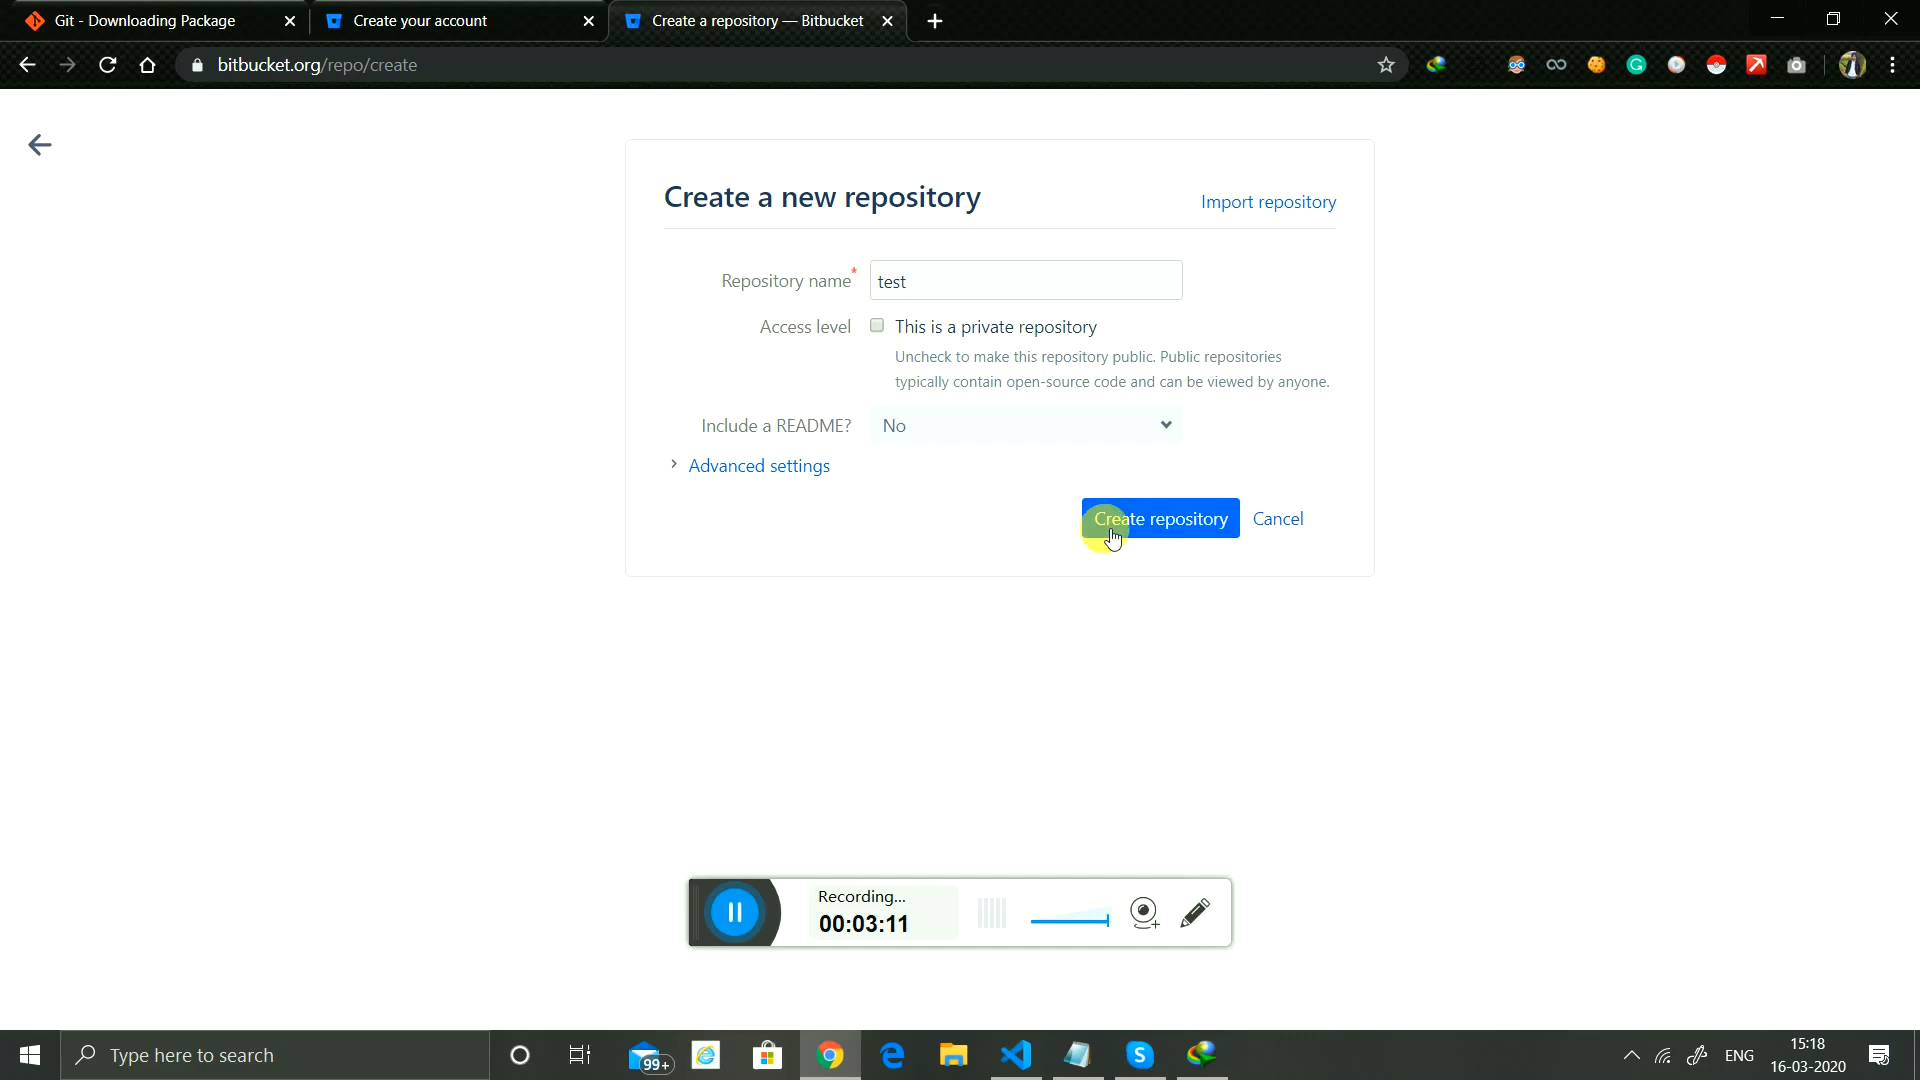 Git - Downloading Package
Create your account
Create a repository — Bitbucket
bitbucket.org/repo/create
Create a new repository
Import repository
Repository name*
test
Access level
This is a private repository
Uncheck to make this repository public. Public repositories
typically contain open-source code and can be viewed by anyone.
Include a README?
No
Advanced settings
Create repository
Cancel
Recording...
00:03:11
Type here to search
99+
ENG
15:18
16-03-2020